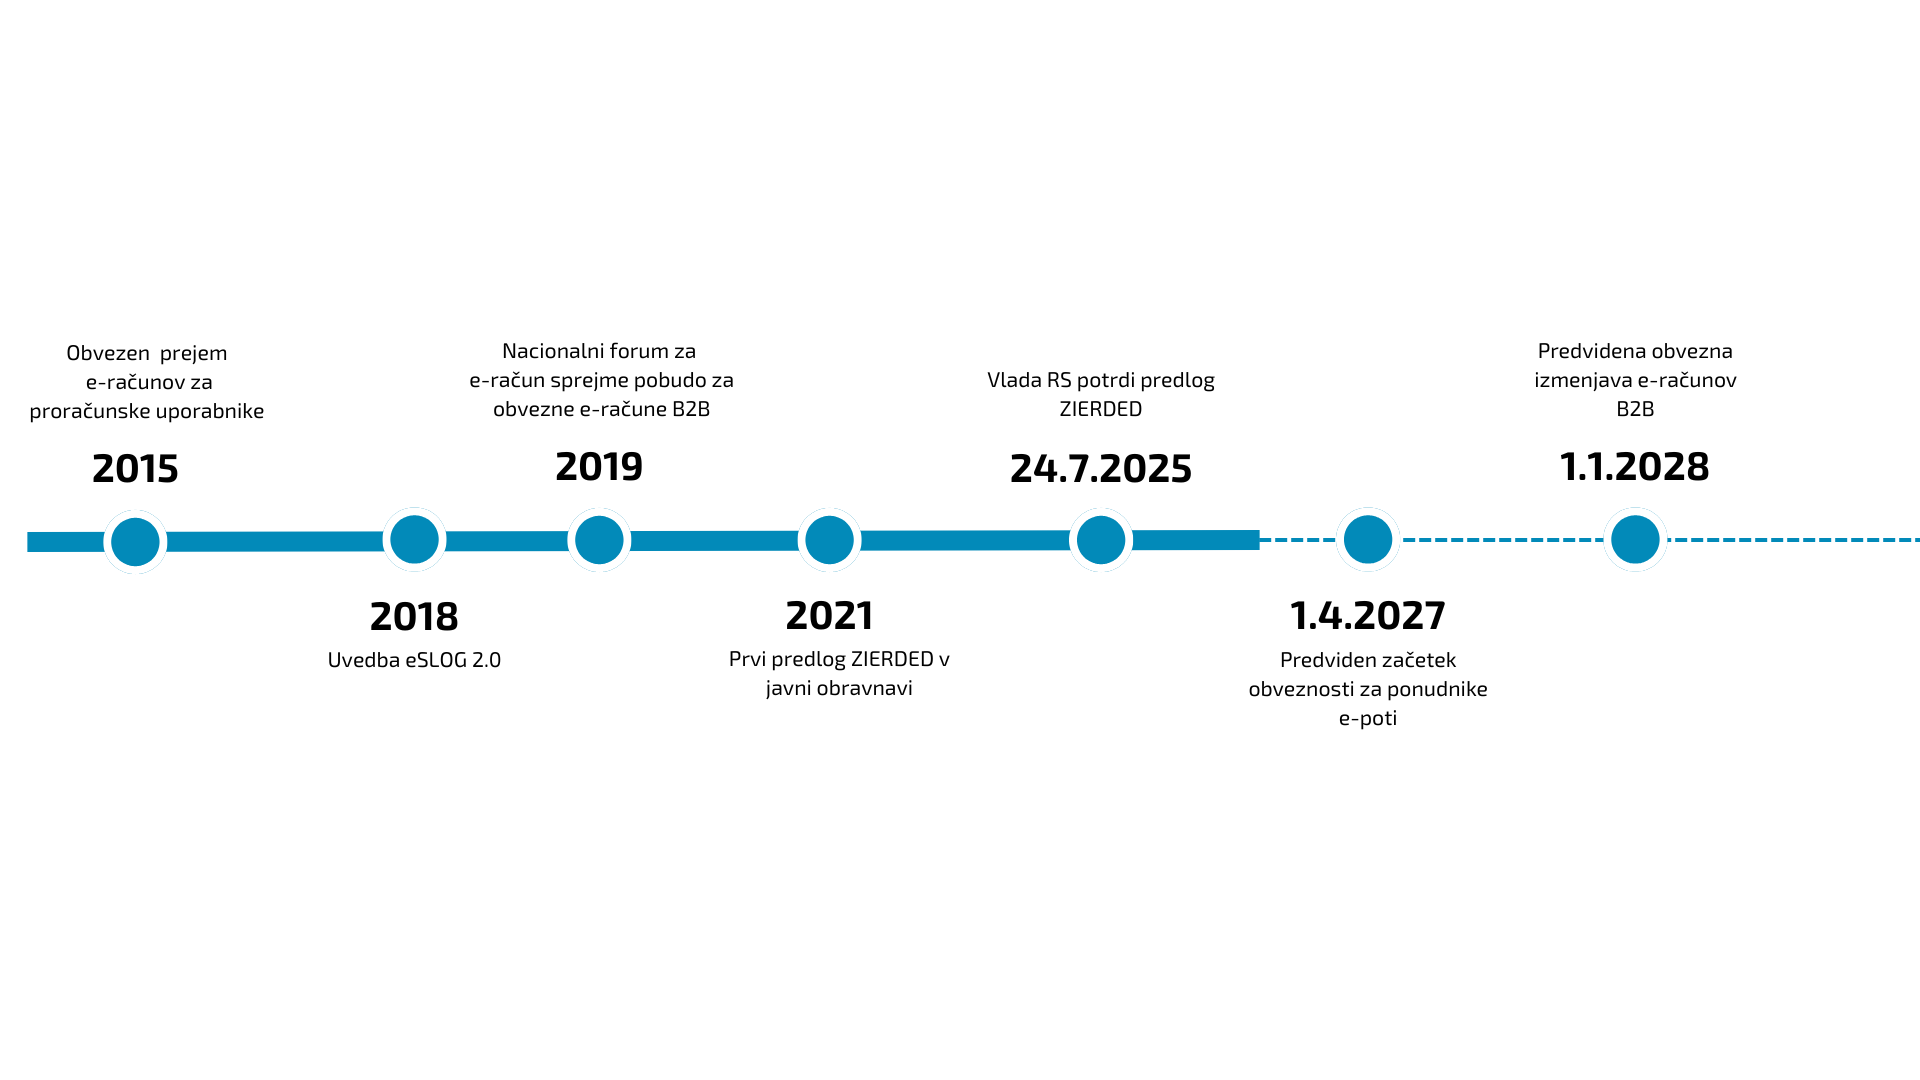 Obvezen  prejem
e-računov za
proračunske uporabnike
2015
2018
Uvedba eSLOG 2.0
Nacionalni forum za
e-račun sprejme pobudo za
obvezne e-račune B2B
2019
2021
Prvi predlog ZIERDED v
javni obravnavi
Vlada RS potrdi predlog
ZIERDED
24.7.2025
1.4.2027
Predviden začetek
obveznosti za ponudnike
e-poti
Predvidena obvezna
izmenjava e-računov
B2B
1.1.2028